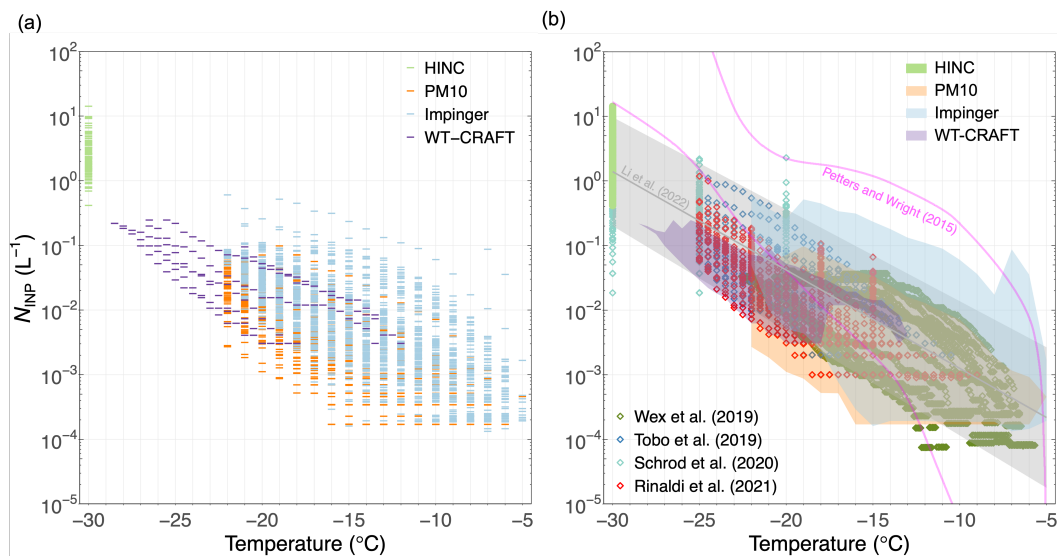 (a)
10²
10¹
10⁰
10⁻¹
10⁻²
10⁻³
10⁻⁴
10⁻⁵
N_INP (L⁻¹)
HINC
PM10
Impinger
WT−CRAFT
−30
−25
−20
−15
−10
−5
Temperature (°C)
(b)
10²
10¹
10⁰
10⁻¹
10⁻²
10⁻³
10⁻⁴
10⁻⁵
HINC
PM10
Impinger
WT-CRAFT
Li et al. (2022)
Petters and Wright (2015)
Wex et al. (2019)
Tobo et al. (2019)
Schrod et al. (2020)
Rinaldi et al. (2021)
−30
−25
−20
−15
−10
−5
Temperature (°C)